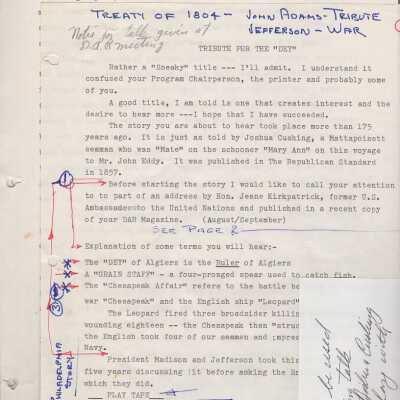 TREATY OF 1804 - JOHN ADAMS - TRIBUTE
JEFFERSON - WAR
Notes for talk given at
D.A.R meeting
TRIBUTE FOR THE "DEY"
Rather a "Sneeky" title --- I'll admit. I understand it
confused your Program Chairperson, the printer and probably some
of you.
A good title, I am told is one that creates interest and the
desire to hear more ---I hope that I have succeeded.
The story you are about to hear took place more than 175
years ago. It is just as told by Joshua Cushing, a Mattapoisett
seaman who was "Mate" on the schooner "Mary Ann" on this voyage
to Mr. John Eddy. It was published in The Republican Standard
in 1857.
1
Before starting the story I would like to call your attention
to to part of an address by Hon. Jeane Kirkpatrick, former U.S.
Ambassador to the United Nations and published in a recent copy
of your DAR Magazine. (August/September)
SEE PAGE 2
Explanation of some terms you will hear:-
The "DEY" of Algiers is the Ruler of Algiers
A "GRAIN STAFF" - a four-pronged spear used to catch fish.
3
The "Chesapeak Affair" refers to the battle be
war "Chesapeak" and the English ship "Leopard"
The Leopard fired three broadsides killin
wounding eighteen -- the Chesapeak then "struc
the English took four of our seamen and impres
Navy.
President Madison and Jefferson took this
five years discussing it before asking the
which they did.
PLAY TAPE
PHILADELPHIA
STORY
be used
talk
Cushing
with